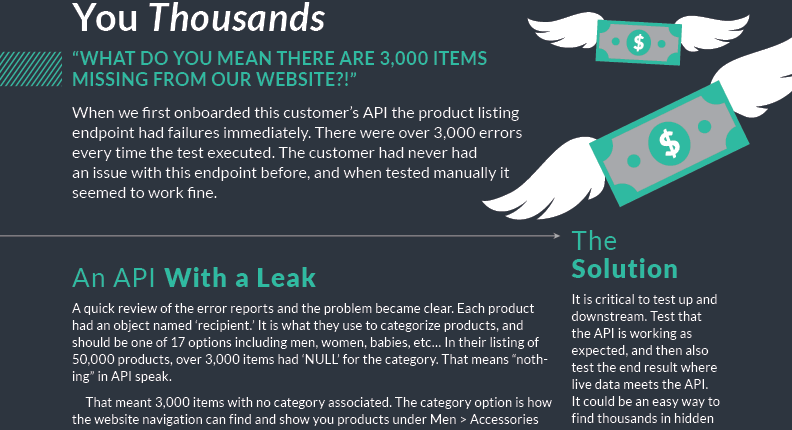 You Thousands
“WHAT DO YOU MEAN THERE ARE 3,000 ITEMS
MISSING FROM OUR WEBSITE?!”
When we first onboarded this customer’s API the product listing
endpoint had failures immediately. There were over 3,000 errors
every time the test executed. The customer had never had
an issue with this endpoint before, and when tested manually it
seemed to work fine.
An API With a Leak
A quick review of the error reports and the problem became clear. Each product
had an object named ‘recipient.’ It is what they use to categorize products, and
should be one of 17 options including men, women, babies, etc... In their listing of
50,000 products, over 3,000 items had ‘NULL’ for the category. That means “noth-
ing” in API speak.
That meant 3,000 items with no category associated. The category option is how
the website navigation can find and show you products under Men > Accessories
The
Solution
It is critical to test up and
downstream. Test that
the API is working as
expected, and then also
test the end result where
live data meets the API.
It could be an easy way to
find thousands in hidden
$
$